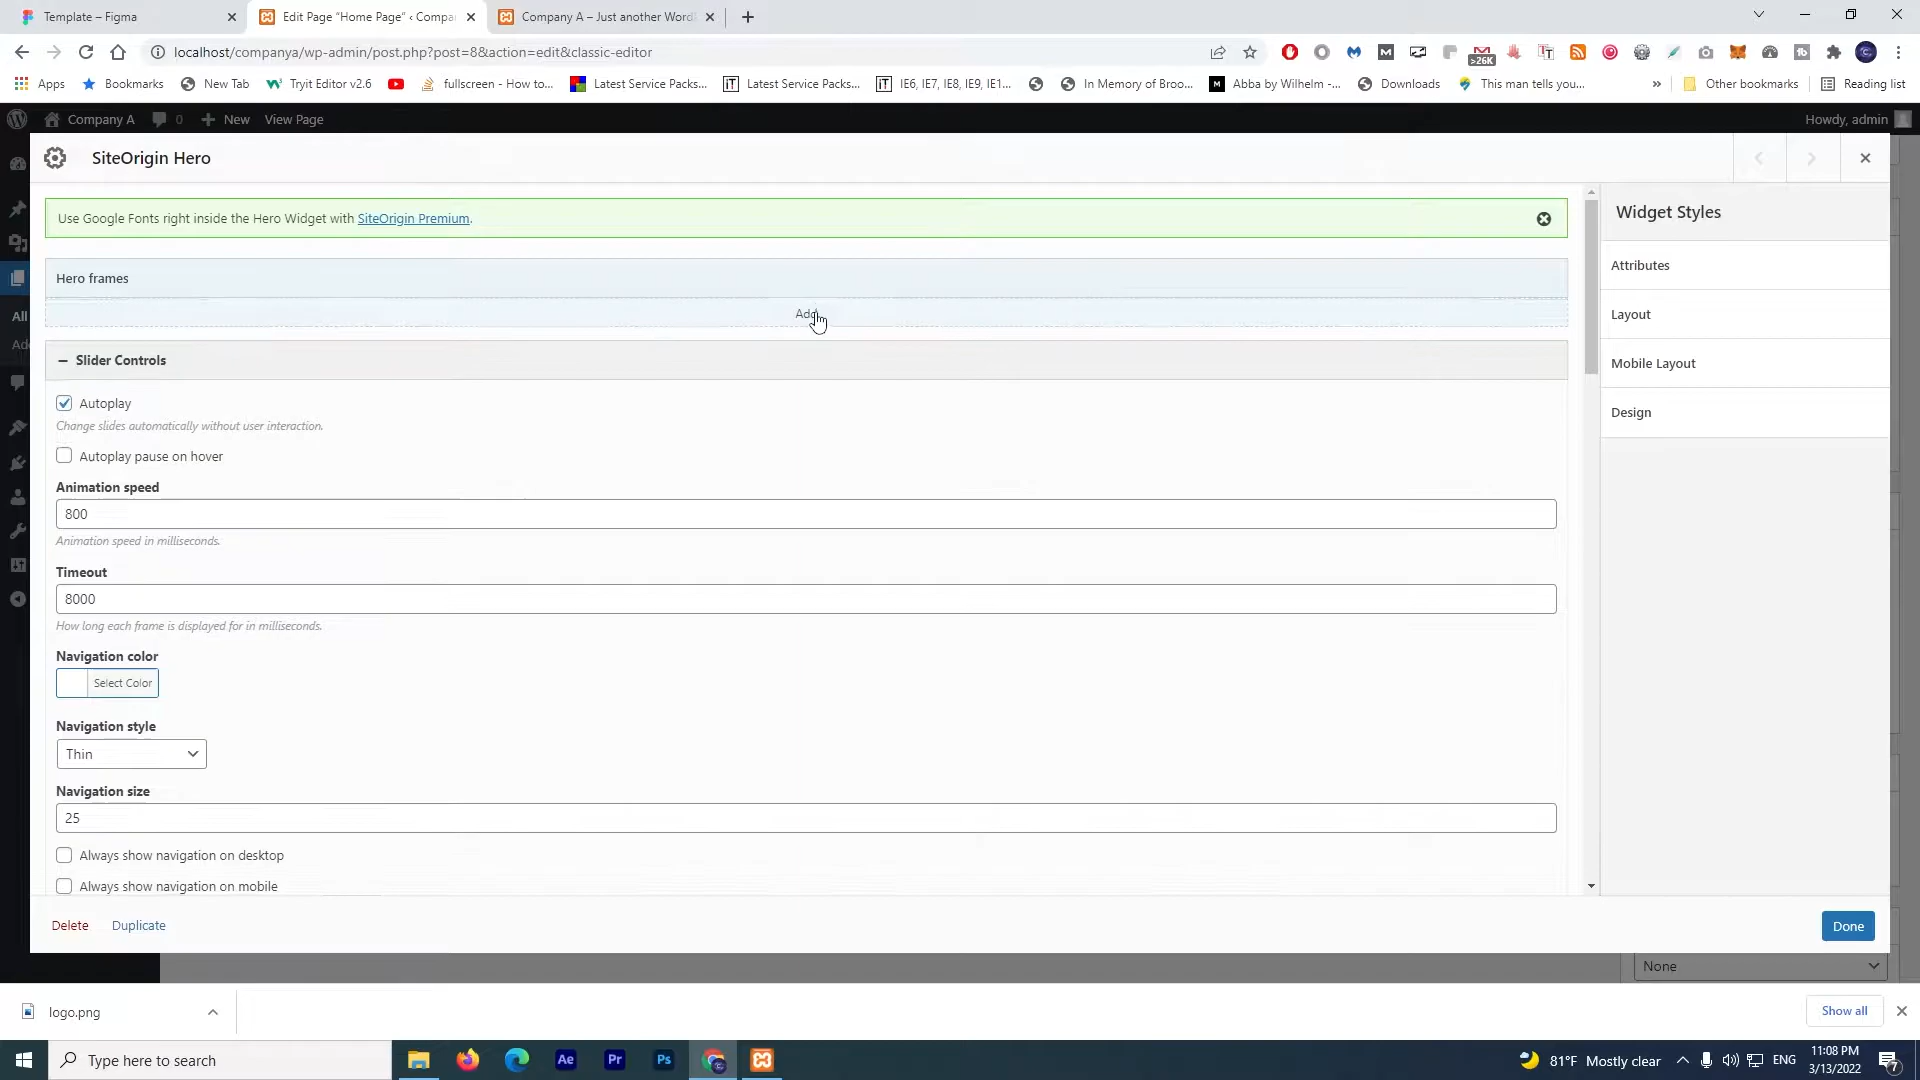 Template – Figma
Edit Page “Home Page” ‹ Compa
Company A – Just another Word
localhost/companya/wp-admin/post.php?post=8&action=edit&classic-editor
>26K
Apps
Bookmarks
New Tab
Tryit Editor v2.6
fullscreen - How to...
Latest Service Packs...
Latest Service Packs...
IE6, IE7, IE8, IE9, IE1...
In Memory of Broo...
Abba by Wilhelm -...
Downloads
This man tells you...
»
Other bookmarks
Reading list
Company A
0
New
View Page
Howdy, admin
SiteOrigin Hero
Use Google Fonts right inside the Hero Widget with SiteOrigin Premium.
Widget Styles
Hero frames
Attributes
Add
All
Layout
Ad
Slider Controls
Mobile Layout
Autoplay
Design
Change slides automatically without user interaction.
Autoplay pause on hover
Animation speed
800
Animation speed in milliseconds.
Timeout
8000
How long each frame is displayed for in milliseconds.
Navigation color
Select Color
Navigation style
Thin
Navigation size
25
Always show navigation on desktop
Always show navigation on mobile
Delete
Duplicate
Done
None
logo.png
Show all
Type here to search
Ae
Pr
Ps
81°F Mostly clear
ENG
11:08 PM
3/13/2022
7